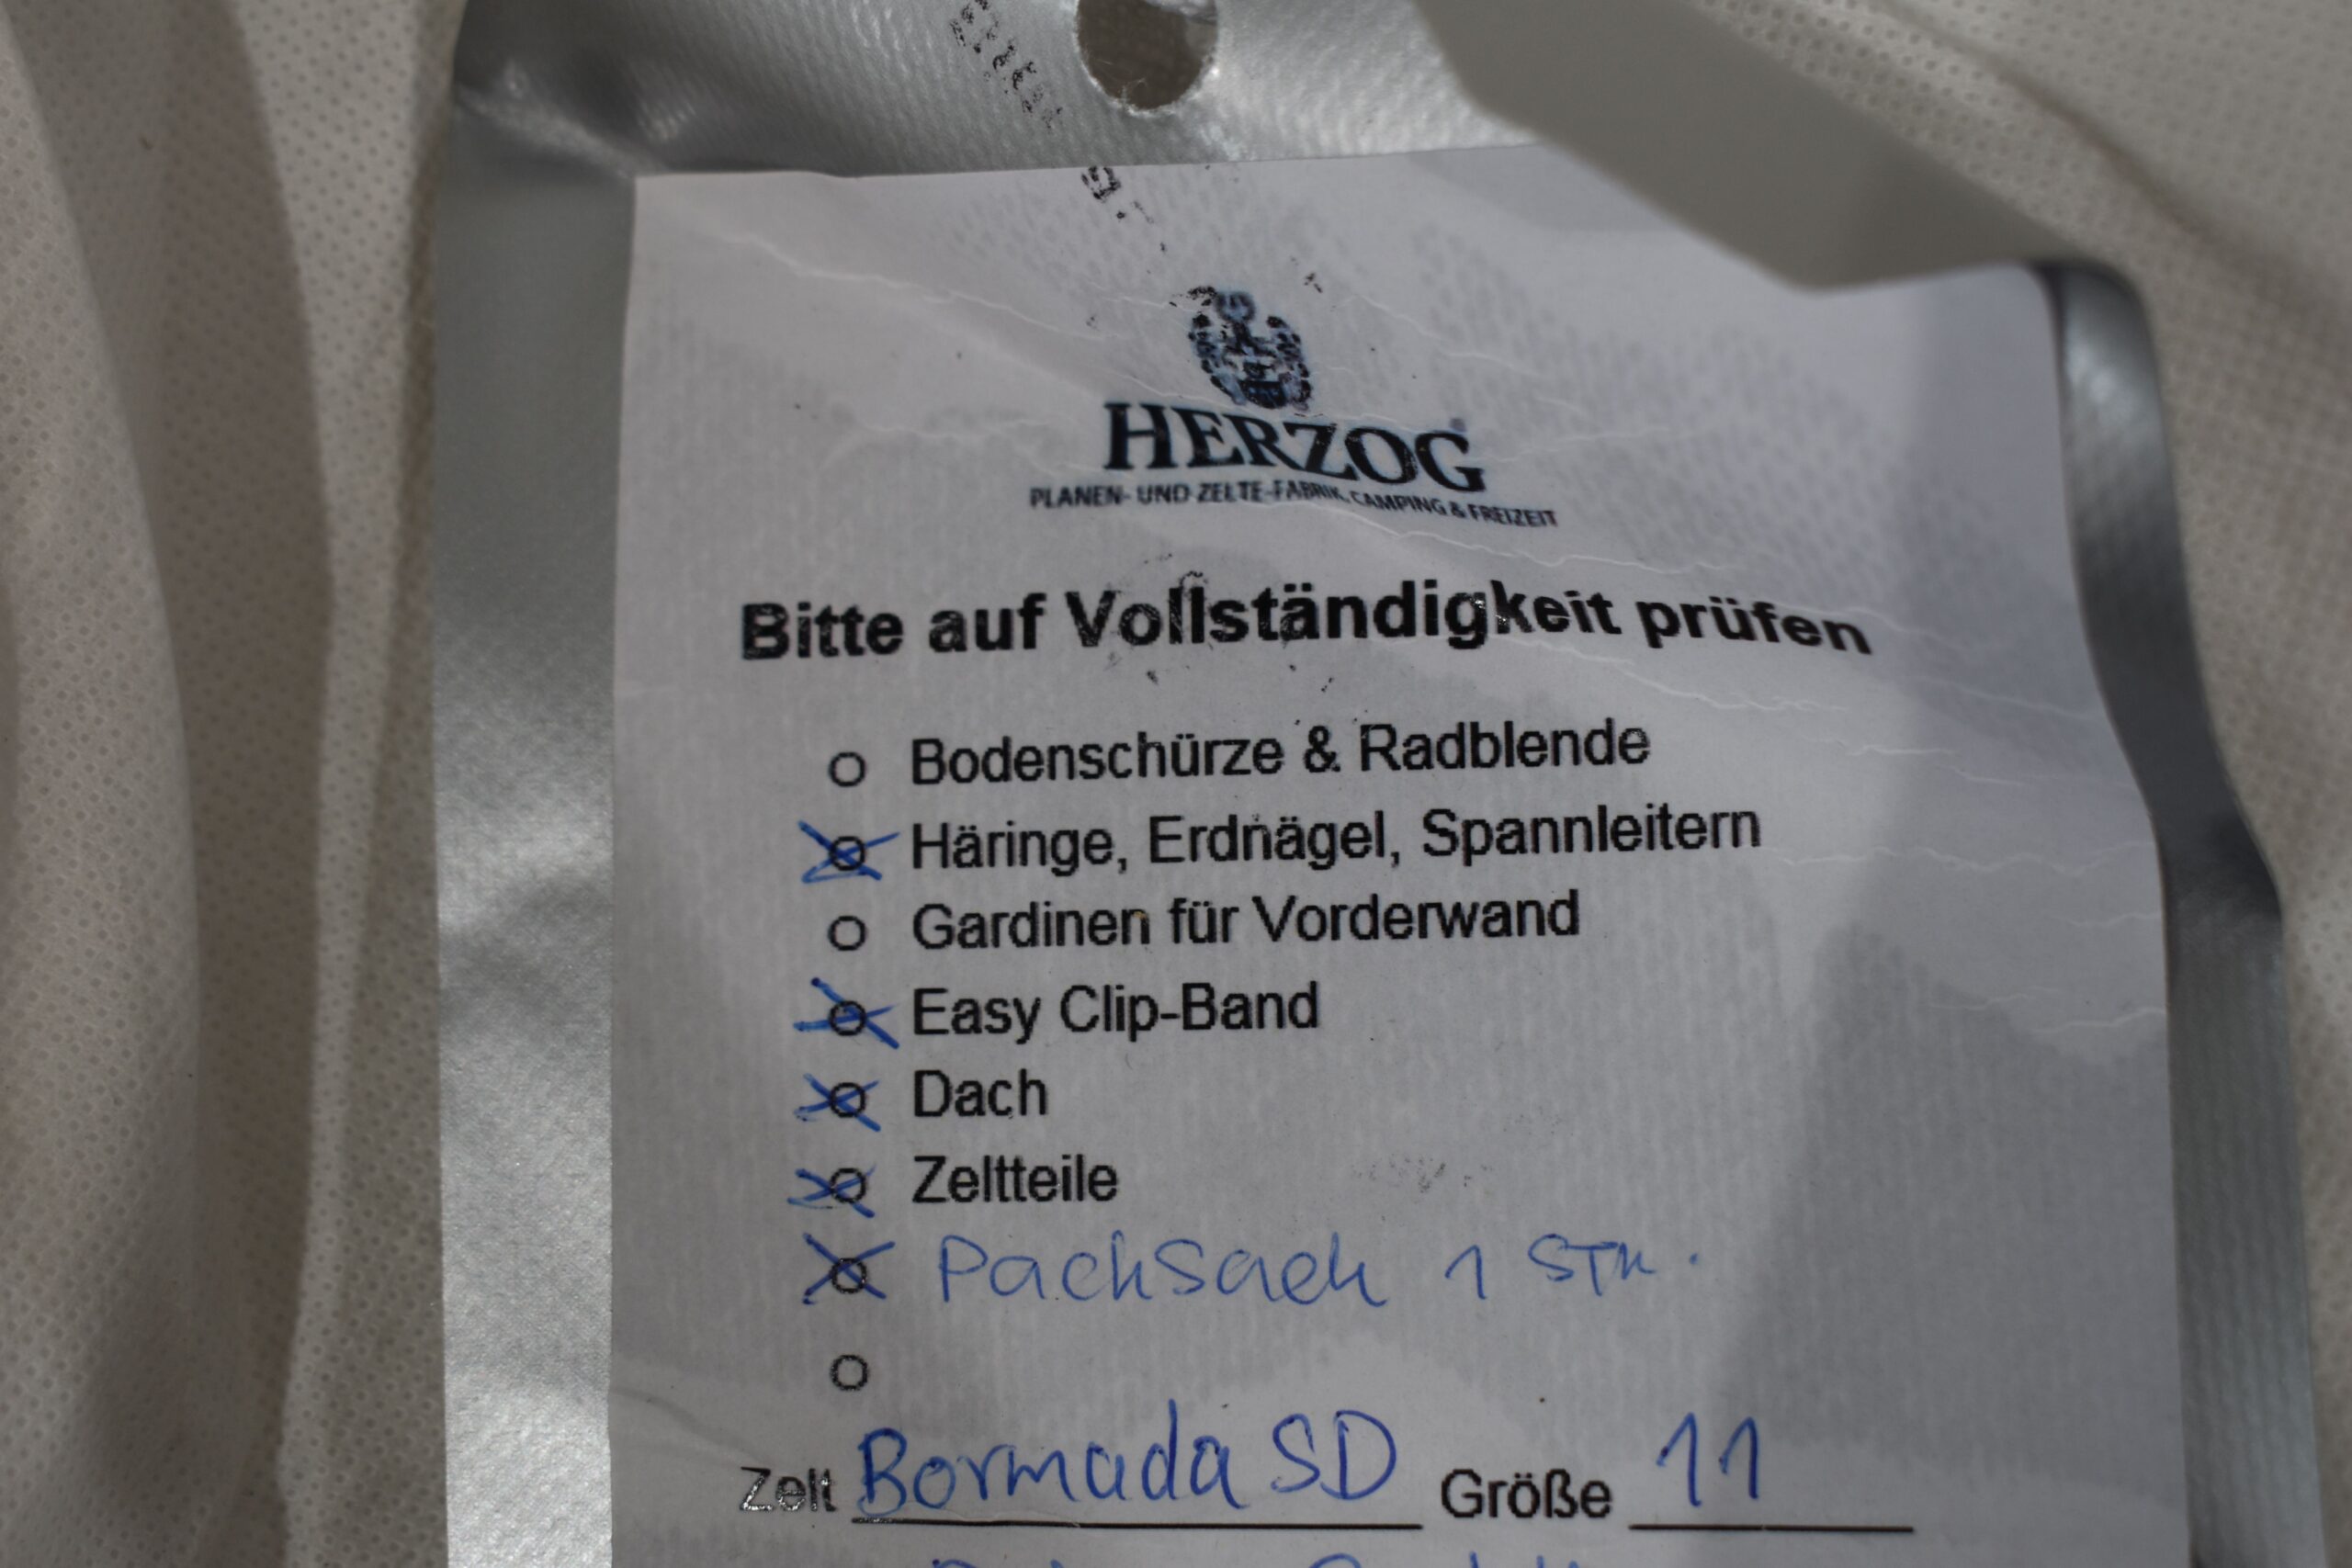 HERZOG®
PLANEN- UND ZELTE-FABRIK, CAMPING & FREIZEIT
Bitte auf Vollständigkeit prüfen
Bodenschürze & Radblende
Häringe, Erdnägel, Spannleitern
Gardinen für Vorderwand
Easy Clip-Band
Dach
Zeltteile
Packsack 1 STK.
Zelt Bormuda SD Größe 11